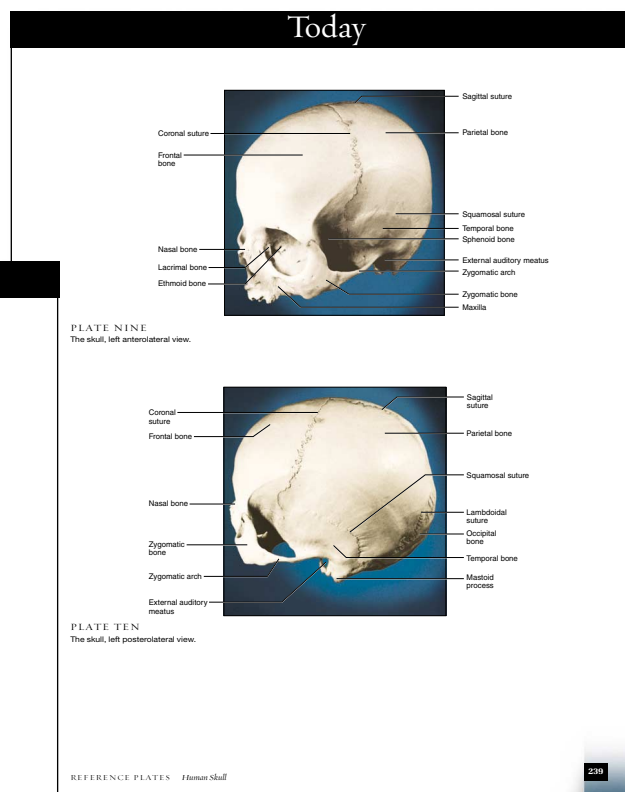 Today
Sagittal suture
Coronal suture
Parietal bone
Frontal
bone
Squamosal suture
Temporal bone
Sphenoid bone
Nasal bone
External auditory meatus
Lacrimal bone
Zygomatic arch
Ethmoid bone
Zygomatic bone
Maxilla
PLATE NINE
The skull, left anterolateral view.
Sagittal
suture
Coronal
suture
Frontal bone
Parietal bone
Squamosal suture
Nasal bone
Lambdoidal
suture
Occipital
bone
Zygomatic
bone
Temporal bone
Zygomatic arch
Mastoid
process
External auditory
meatus
PLATE TEN
The skull, left posterolateral view.
REFERENCE PLATES Human Skull
239